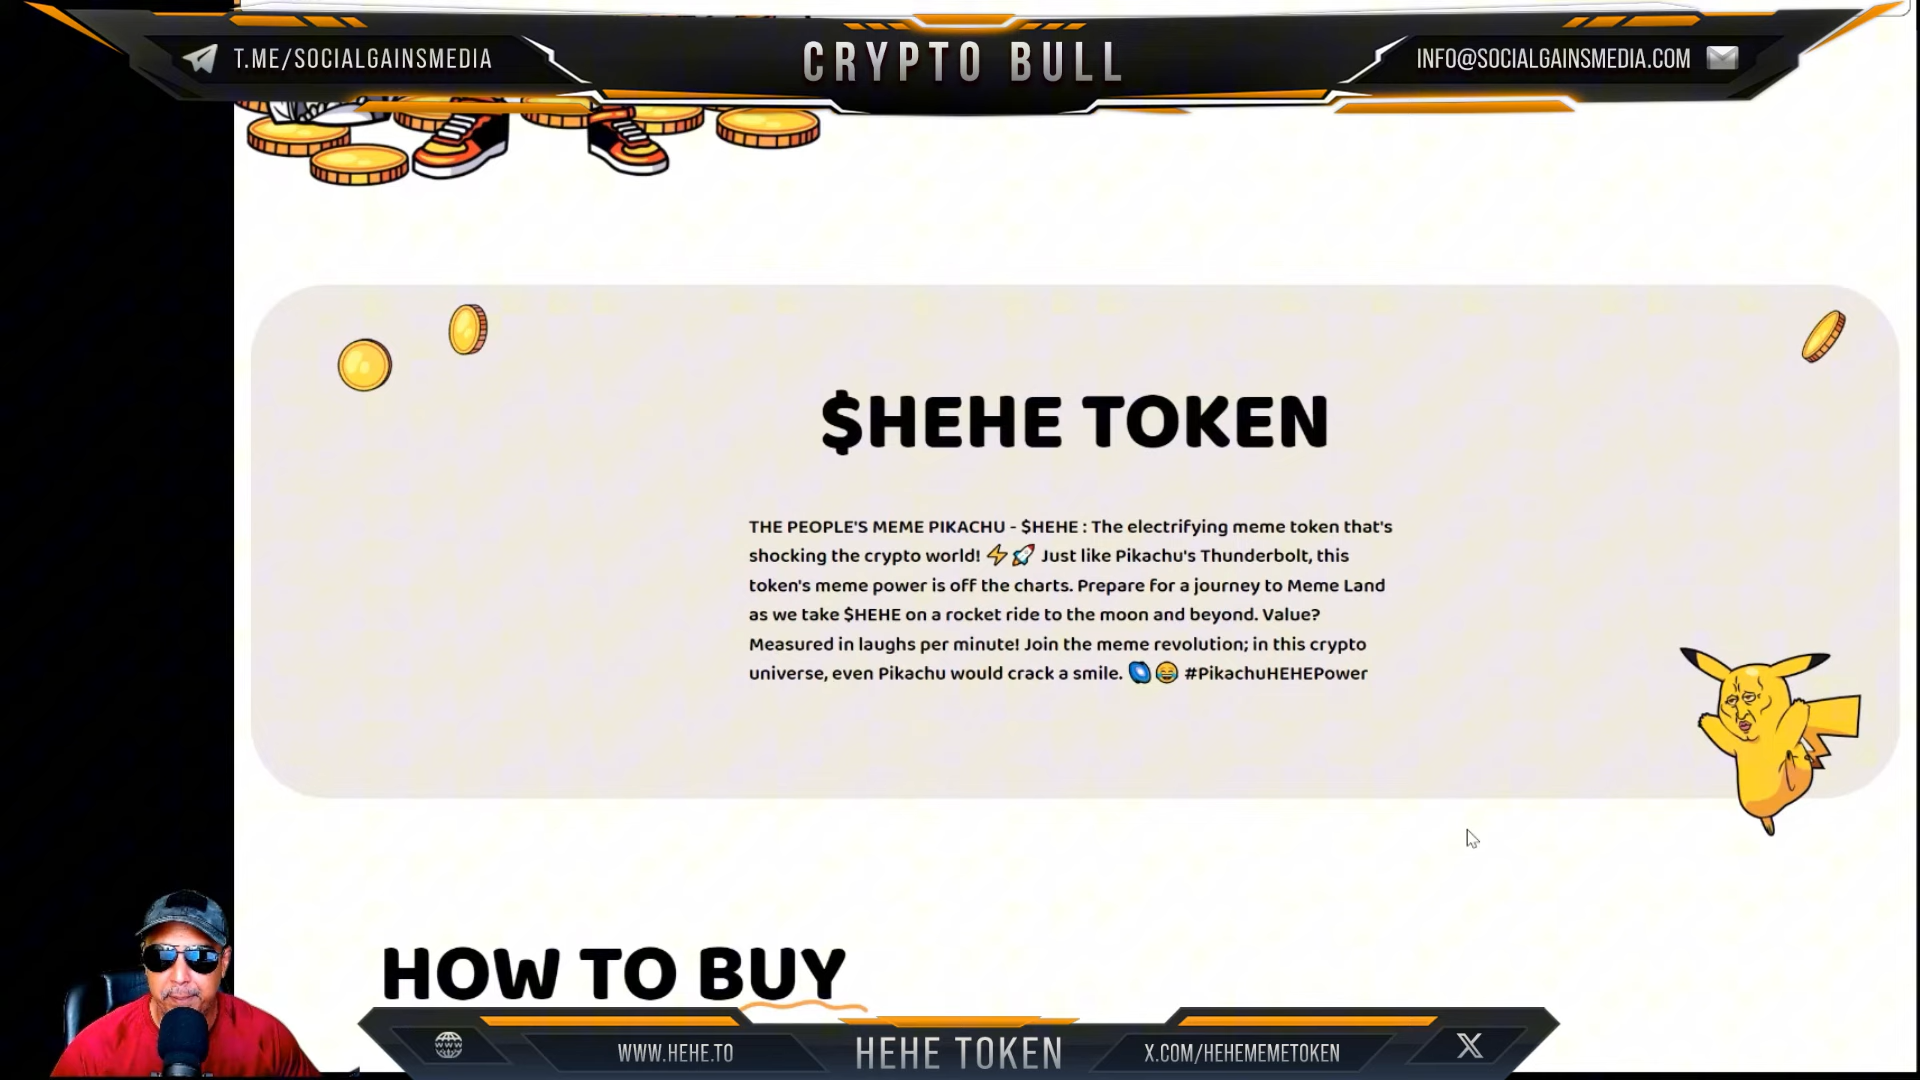 T.ME/SOCIALGAINSMEDIA
CRYPTO BULL
INFO@SOCIALGAINSMEDIA.COM
$HEHE TOKEN
THE PEOPLE'S MEME PIKACHU - $HEHE : The electrifying meme token that's
shocking the crypto world! ⚡🚀 Just like Pikachu's Thunderbolt, this
token's meme power is off the charts. Prepare for a journey to Meme Land
as we take $HEHE on a rocket ride to the moon and beyond. Value?
Measured in laughs per minute! Join the meme revolution; in this crypto
universe, even Pikachu would crack a smile. 🌌😂 #PikachuHEHEPower
HOW TO BUY
WWW.HEHE.TO
HEHE TOKEN
X.COM/HEHEMEMETOKEN